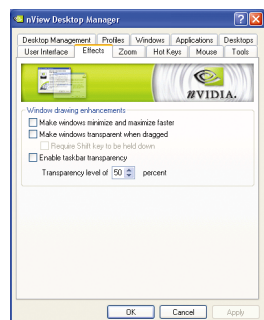 nView Desktop Manager
Desktop Management Profiles Windows Applications Desktops
User Interface Effects Zoom Hot Keys Mouse Tools
NVIDIA.
Window drawing enhancements
Make windows minimize and maximize faster
Make windows transparent when dragged
Require Shift key to be held down
Enable taskbar transparency
Transparency level of 50 percent
OK Cancel Apply